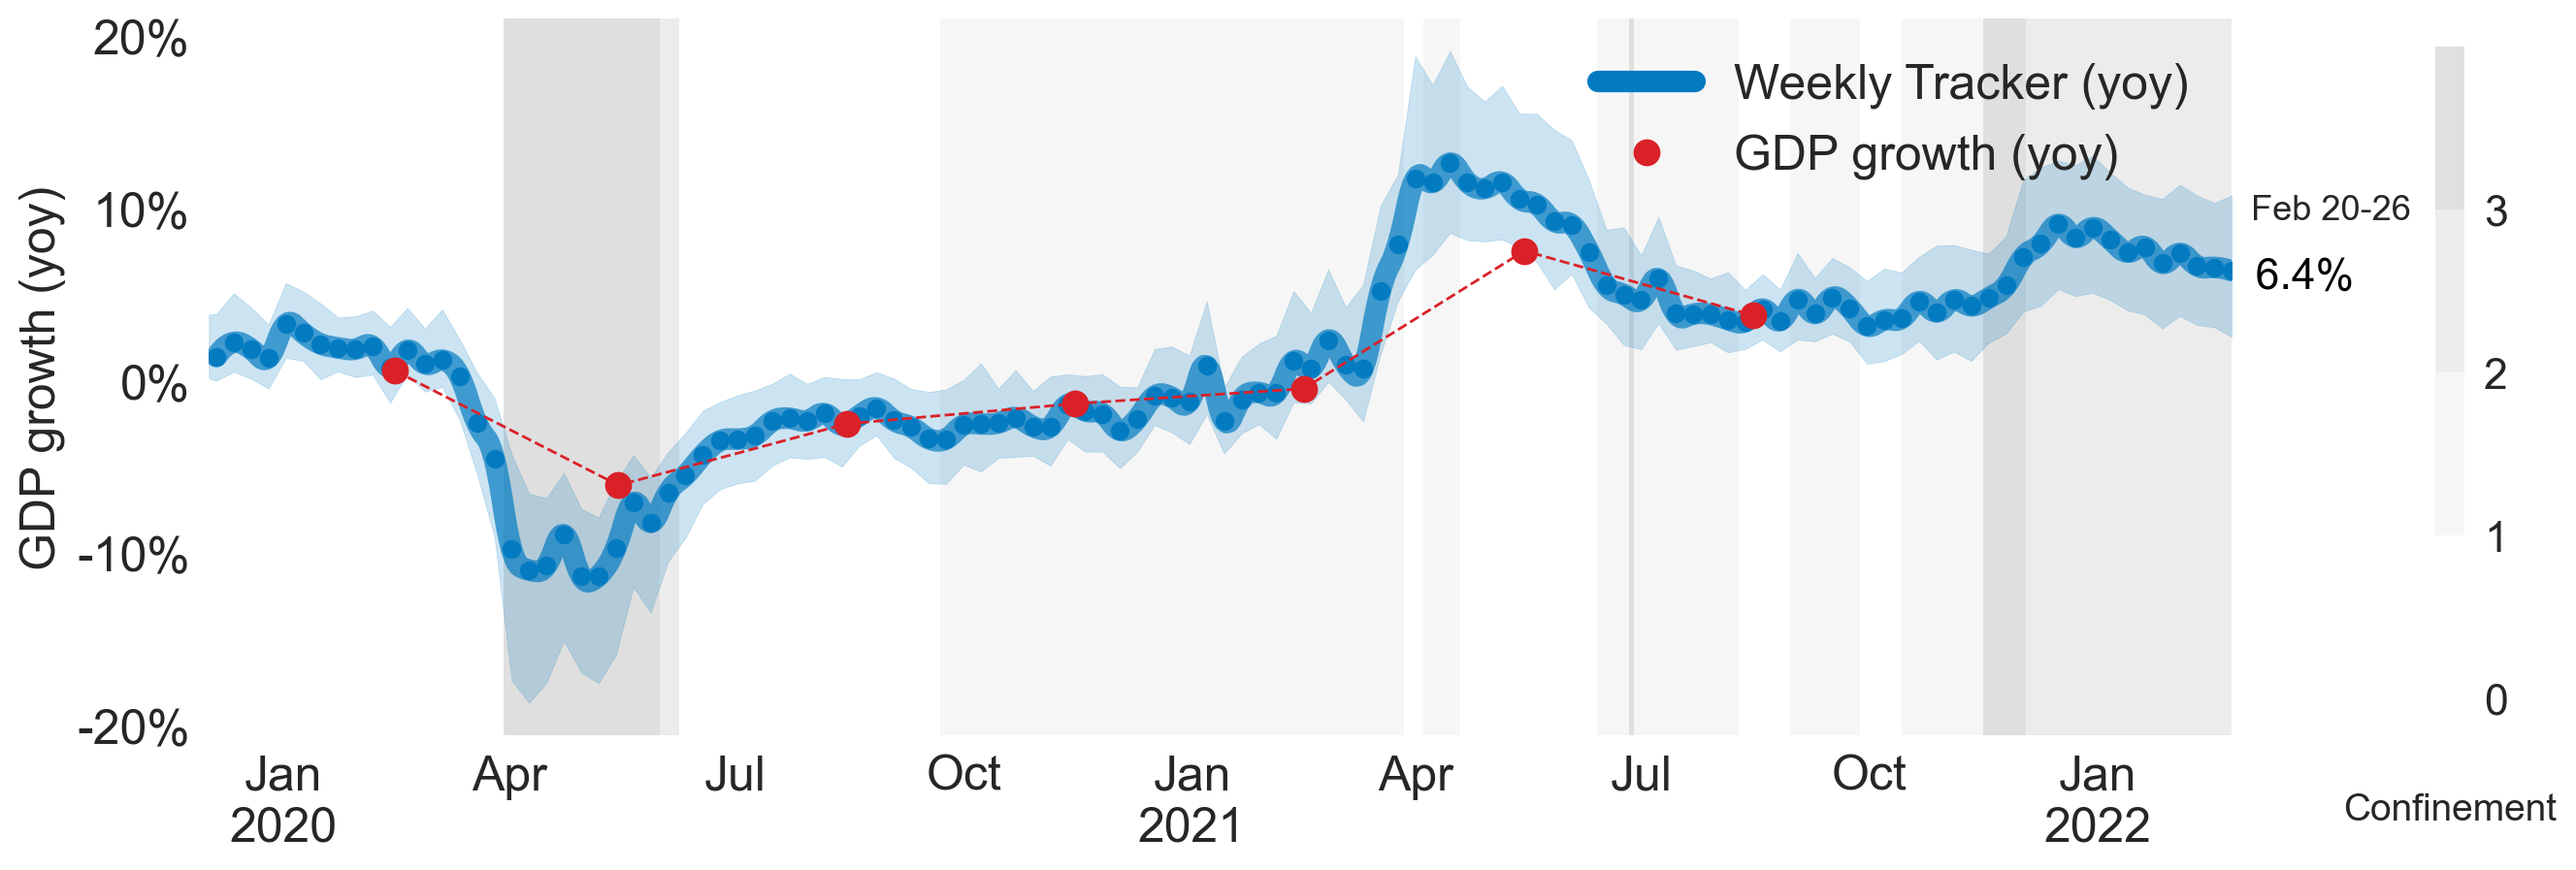 20%
10%
0%
-10%
-20%
GDP growth (yoy)
Weekly Tracker (yoy)
GDP growth (yoy)
Feb 20-26
6.4%
3
2
1
0
Confinement
Jan Apr Jul Oct Jan Apr Jul Oct Jan
2020 2021 2022